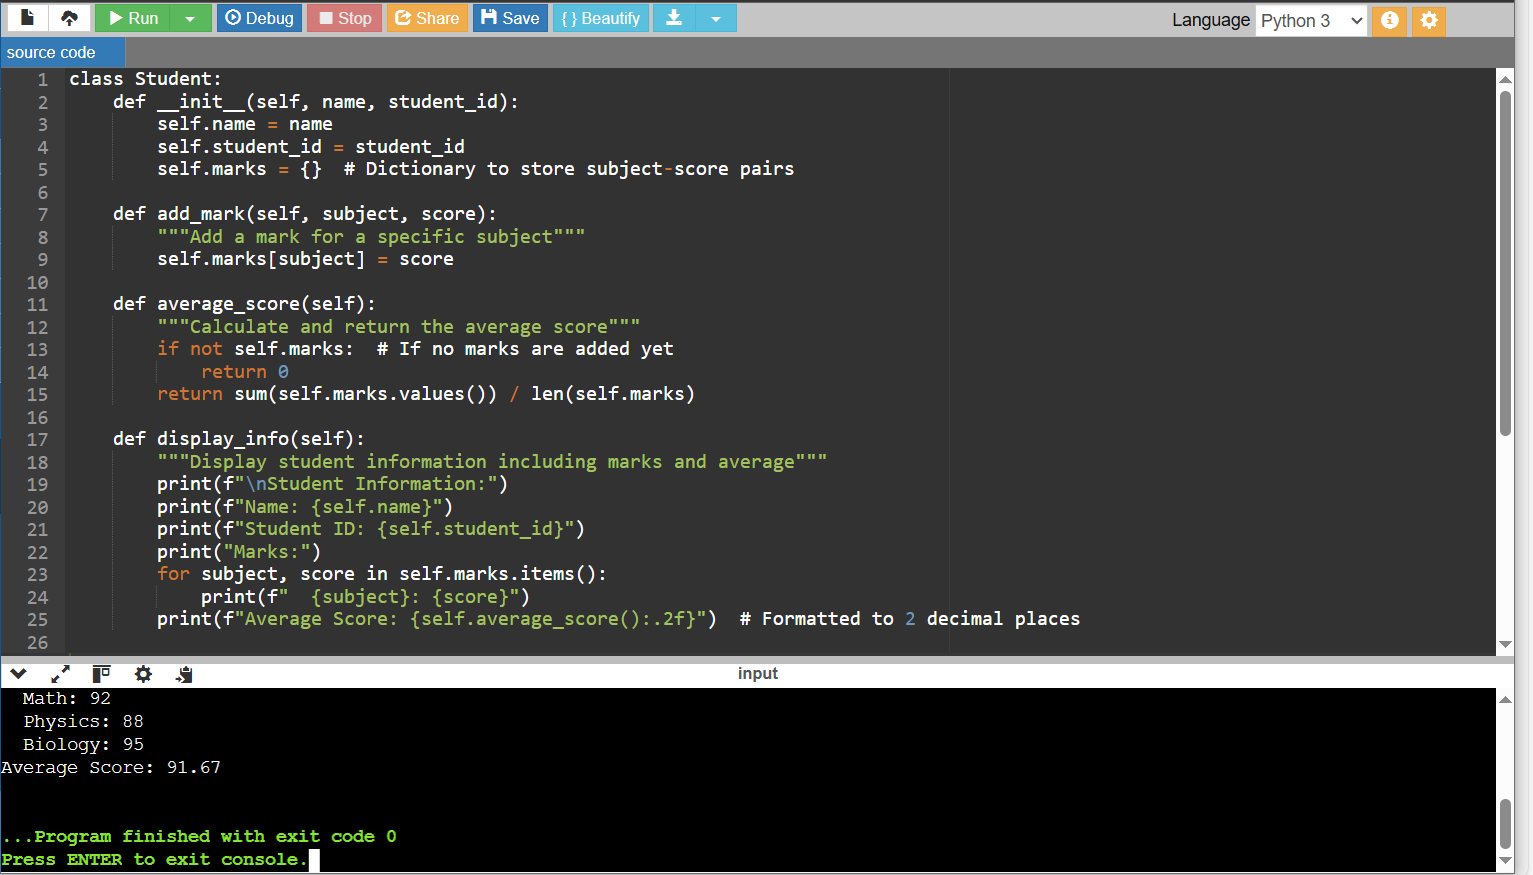 Run Debug Stop Share Save {} Beautify Language Python 3
source code
1 class Student:
2     def __init__(self, name, student_id):
3         self.name = name
4         self.student_id = student_id
5         self.marks = {}  # Dictionary to store subject-score pairs
6
7     def add_mark(self, subject, score):
8         """Add a mark for a specific subject"""
9         self.marks[subject] = score
10
11     def average_score(self):
12         """Calculate and return the average score"""
13         if not self.marks:  # If no marks are added yet
14             return 0
15         return sum(self.marks.values()) / len(self.marks)
16
17     def display_info(self):
18         """Display student information including marks and average"""
19         print(f"\nStudent Information:")
20         print(f"Name: {self.name}")
21         print(f"Student ID: {self.student_id}")
22         print("Marks:")
23         for subject, score in self.marks.items():
24             print(f"  {subject}: {score}")
25         print(f"Average Score: {self.average_score():.2f}")  # Formatted to 2 decimal places
26
input
  Math: 92
  Physics: 88
  Biology: 95
Average Score: 91.67
...Program finished with exit code 0
Press ENTER to exit console.